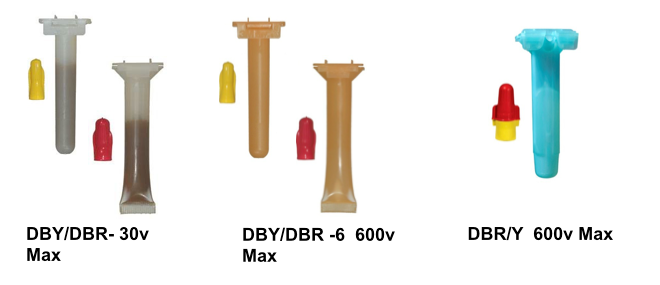 DBY/DBR- 30v
Max
DBY/DBR -6 600v
Max
DBR/Y 600v Max